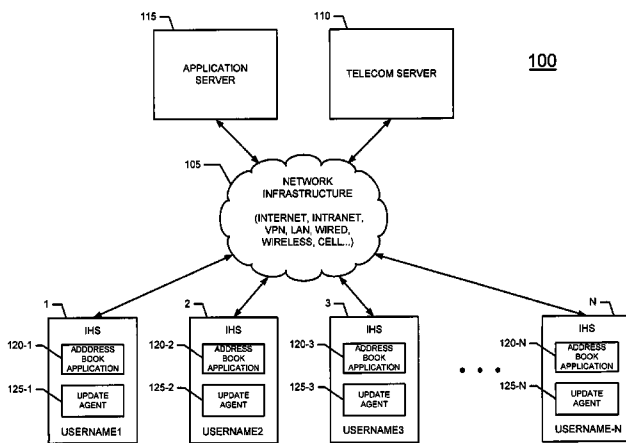 115
110
APPLICATION
SERVER
TELECOM SERVER
100
105
NETWORK
INFRASTRUCTURE
(INTERNET, INTRANET,
VPN, LAN, WIRED,
WIRELESS, CELL...)
1
2
3
N
IHS
IHS
IHS
IHS
120-1
ADDDRESS
BOOK
APPLICATION
120-2
ADDRESS
BOOK
APPLICATION
120-3
ADDRESS
BOOK
APPLICATION
120-N
ADDRESS
BOOK
APPLICATION
125-1
UPDATE
AGENT
125-2
UPDATE
AGENT
125-3
UPDATE
AGENT
125-N
UPDATE
AGENT
USERNAME1
USERNAME2
USERNAME3
USERNAME-N